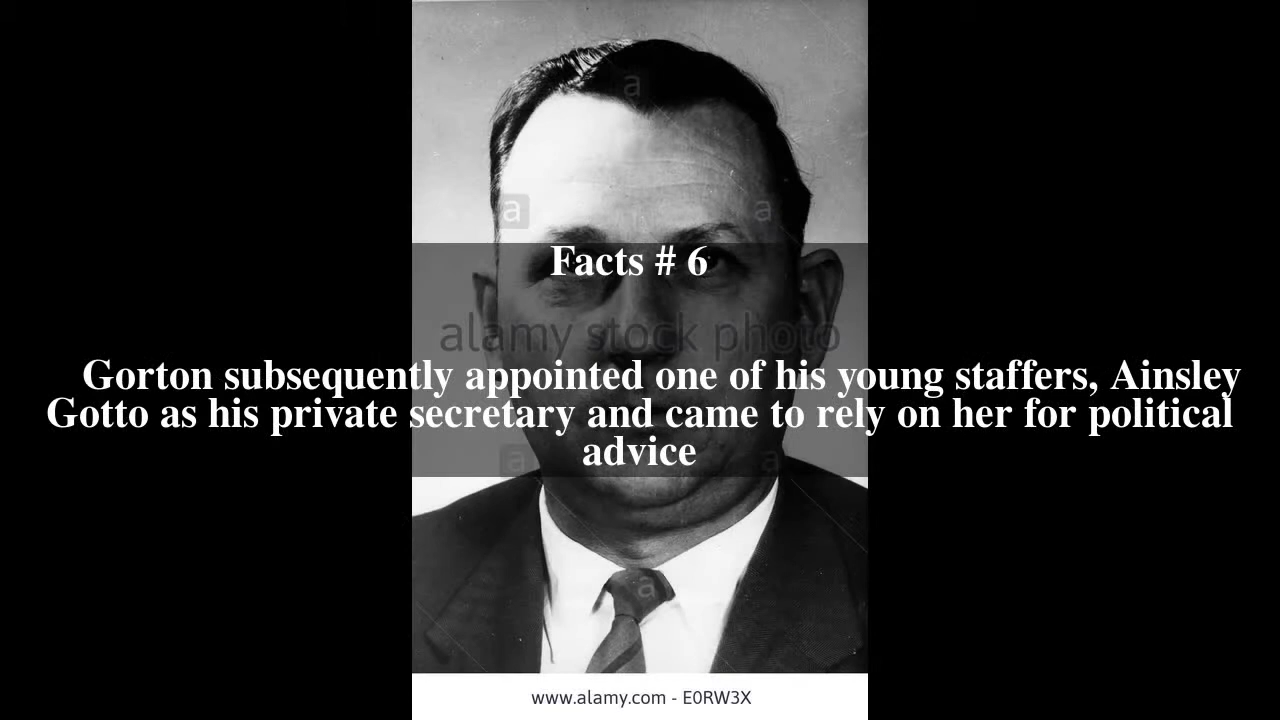 Facts # 6
alamy stock photo
Gorton subsequently appointed one of his young staffers, Ainsley
Gotto as his private secretary and came to rely on her for political
advice
www.alamy.com - E0RW3X